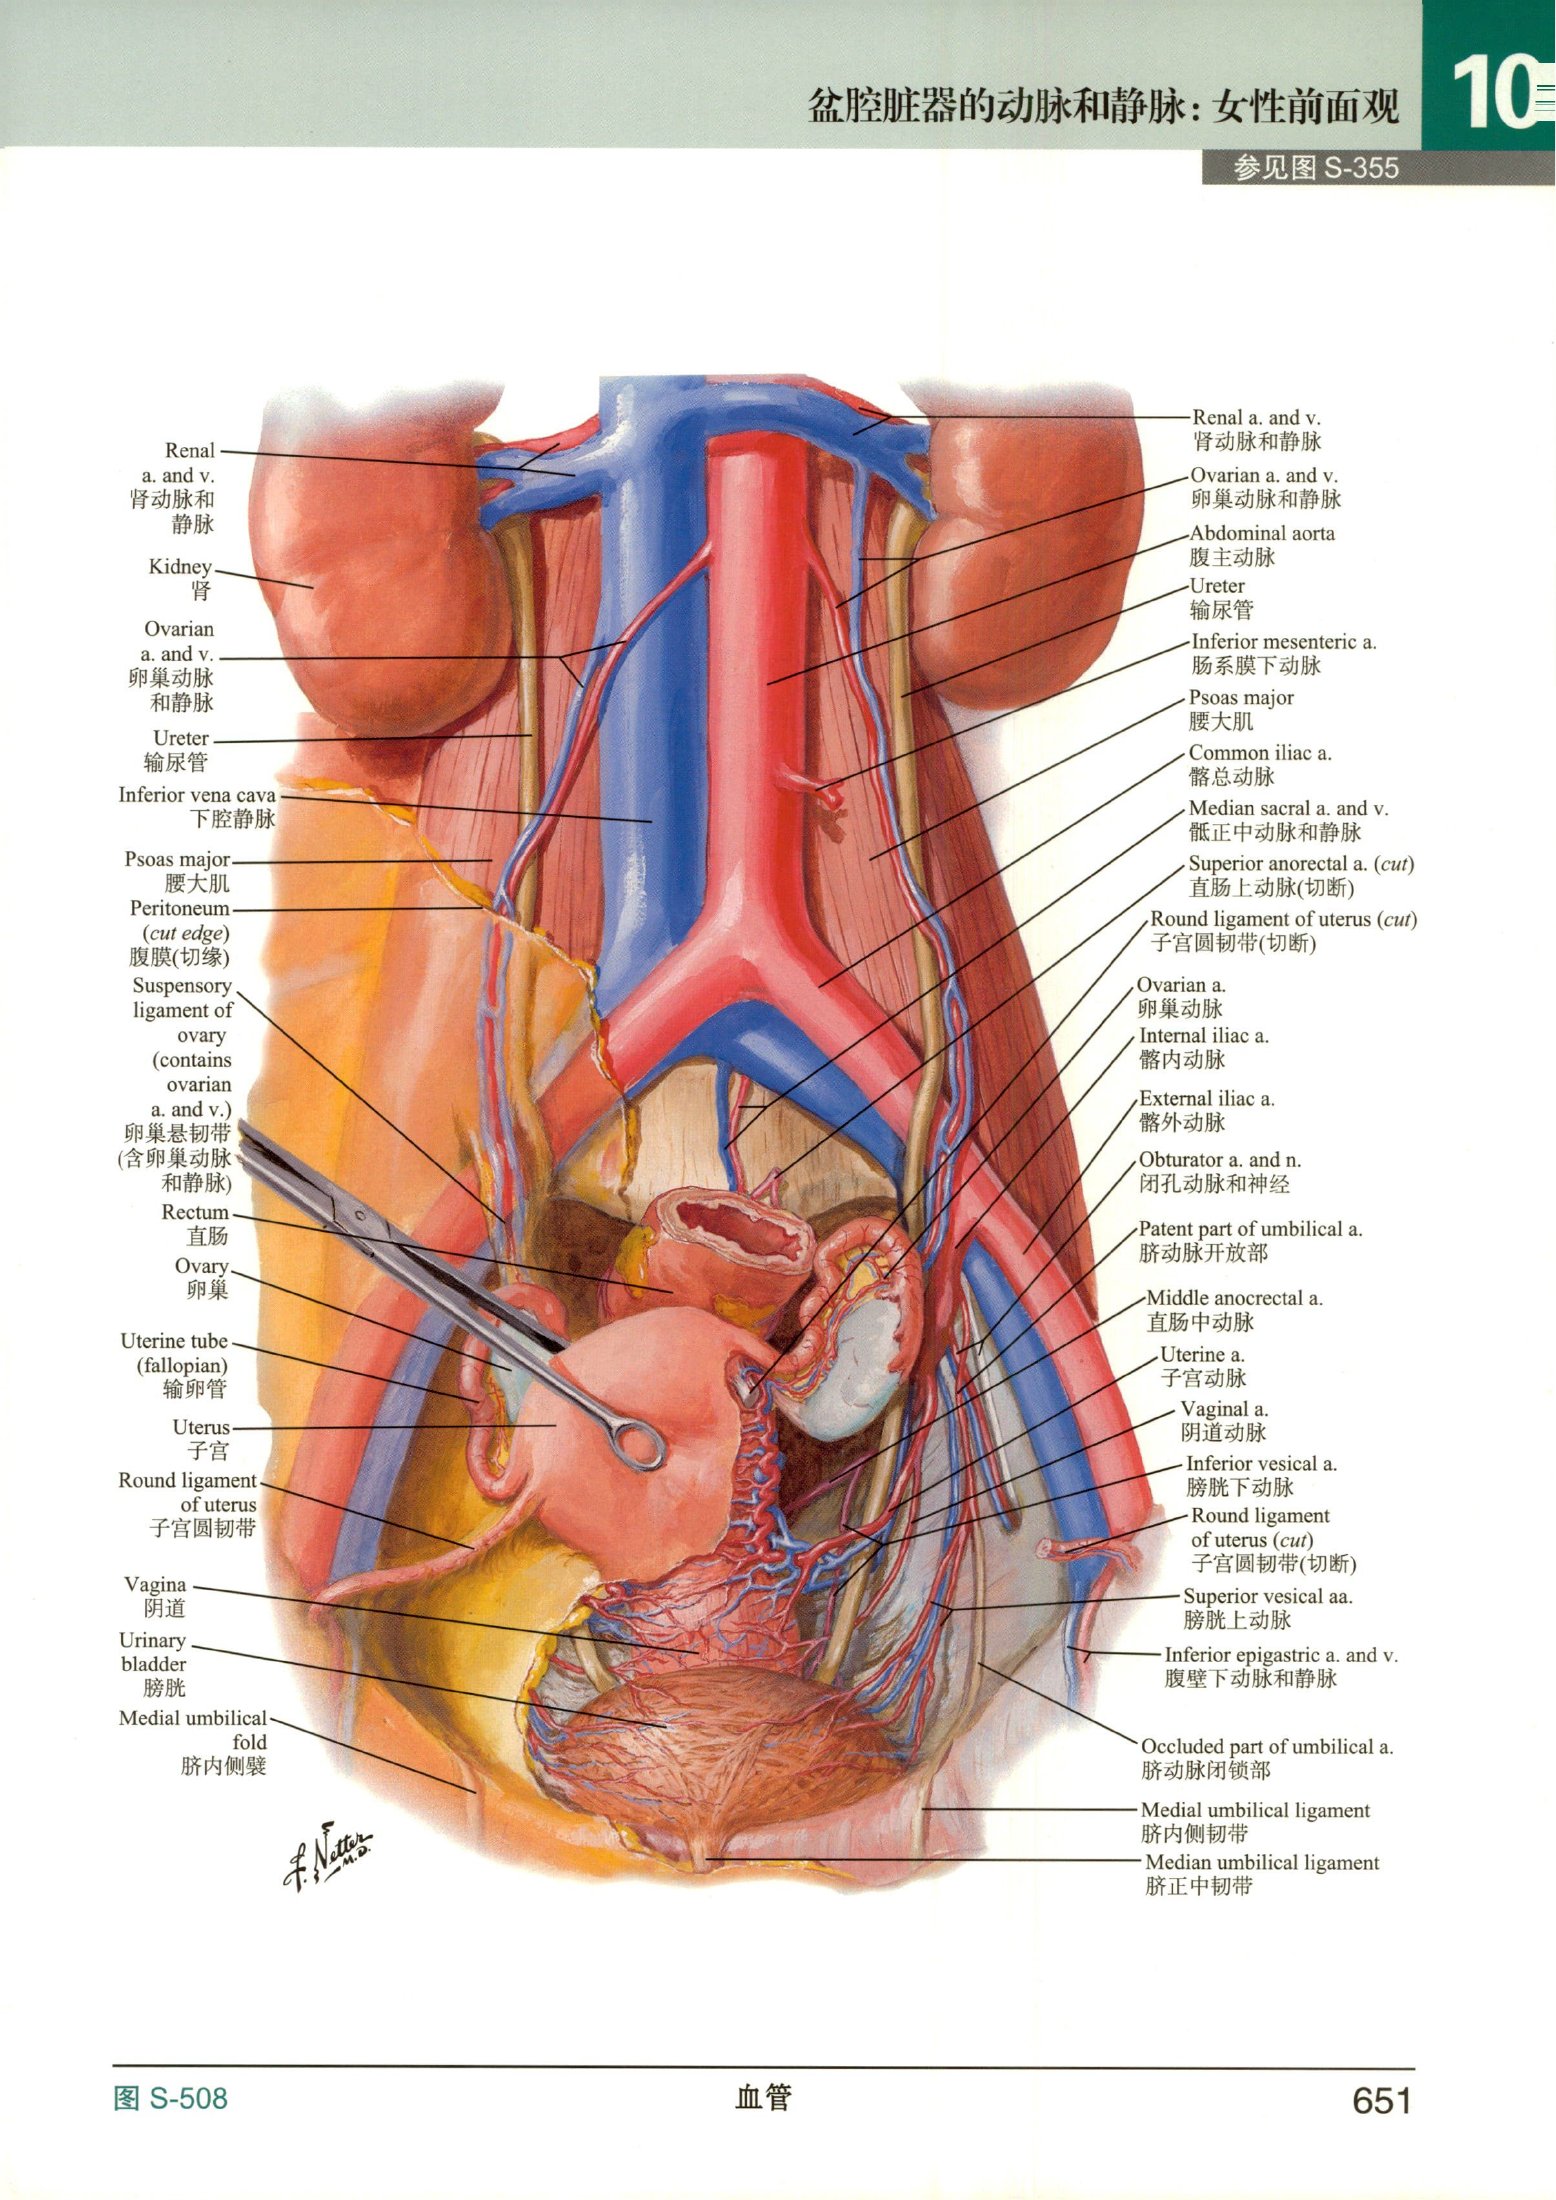 盆腔脏器的动脉和静脉：女性前面观
10
参见图 S-355
Renal
a. and v.
肾动脉和
静脉
Kidney
肾
Ovarian
a. and v.
卵巢动脉
和静脉
Ureter
输尿管
Inferior vena cava
下腔静脉
Psoas major
腰大肌
Peritoneum
(cut edge)
腹膜(切缘)
Suspensory
ligament of
ovary
(contains
ovarian
a. and v.)
卵巢悬韧带
(含卵巢动脉
和静脉)
Rectum
直肠
Ovary
卵巢
Uterine tube
(fallopian)
输卵管
Uterus
子宫
Round ligament
of uterus
子宫圆韧带
Vagina
阴道
Urinary
bladder
膀胱
Medial umbilical
fold
脐内侧襞
Renal a. and v.
肾动脉和静脉
Ovarian a. and v.
卵巢动脉和静脉
Abdominal aorta
腹主动脉
Ureter
输尿管
Inferior mesenteric a.
肠系膜下动脉
Psoas major
腰大肌
Common iliac a.
髂总动脉
Median sacral a. and v.
骶正中动脉和静脉
Superior anorectal a. (cut)
直肠上动脉(切断)
Round ligament of uterus (cut)
子宫圆韧带(切断)
Ovarian a.
卵巢动脉
Internal iliac a.
髂内动脉
External iliac a.
髂外动脉
Obturator a. and n.
闭孔动脉和神经
Patent part of umbilical a.
脐动脉开放部
Middle anocrectal a.
直肠中动脉
Uterine a.
子宫动脉
Vaginal a.
阴道动脉
Inferior vesical a.
膀胱下动脉
Round ligament
of uterus (cut)
子宫圆韧带(切断)
Superior vesical aa.
膀胱上动脉
Inferior epigastric a. and v.
腹壁下动脉和静脉
Occluded part of umbilical a.
脐动脉闭锁部
Medial umbilical ligament
脐内侧韧带
Median umbilical ligament
脐正中韧带
F. Netter
M.D.
图 S-508
血管
651